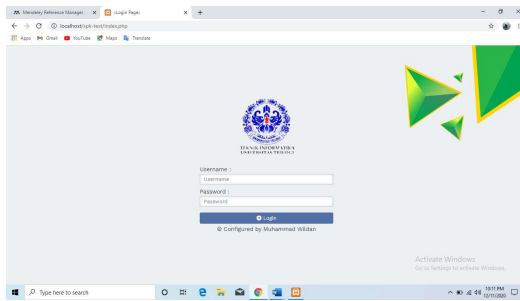 Mendeley Reference Manager
Login Page
localhost/spk-test/index.php
Apps
Gmail
YouTube
Maps
Translate
TEKNIK INFORMATIKA
UNIVERSITAS TRILOGI
Username :
Username
Password :
Password
Login
© Configured by Muhammad Wildan
Activate Windows
Go to Settings to activate Windows.
Type here to search
10:11 PM
12/11/2020